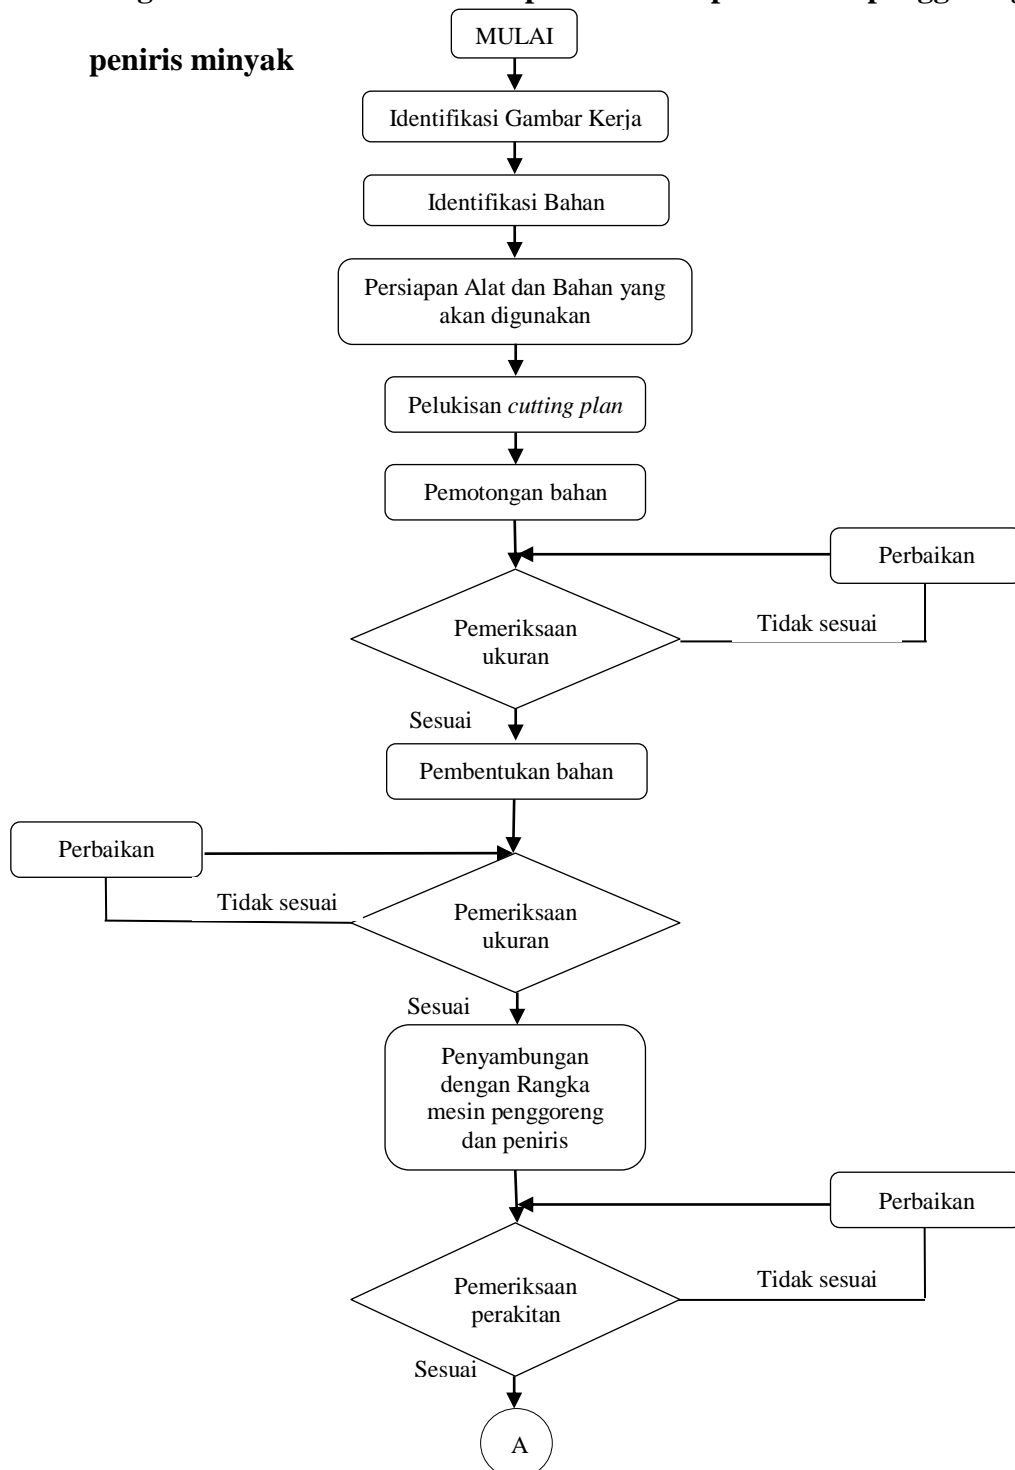 peniris minyak
MULAI
Identifikasi Gambar Kerja
Identifikasi Bahan
Persiapan Alat dan Bahan yang
akan digunakan
Pelukisan cutting plan
Pemotongan bahan
Perbaikan
Pemeriksaan
ukuran
Tidak sesuai
Sesuai
Pembentukan bahan
Perbaikan
Tidak sesuai
Pemeriksaan
ukuran
Sesuai
Penyambungan
dengan Rangka
mesin penggoreng
dan peniris
Perbaikan
Pemeriksaan
perakitan
Tidak sesuai
Sesuai
A